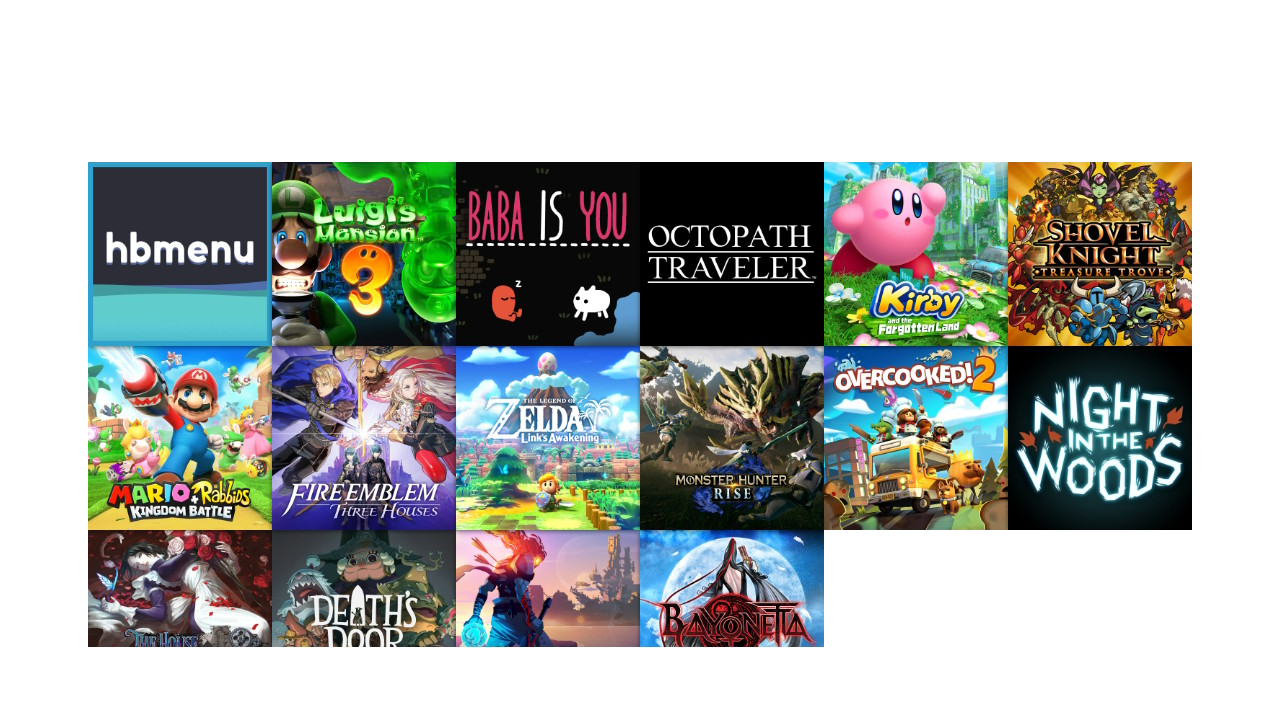 hbmenu
Luigi's
Mansion
3
BABA IS YOU
z
OCTOPATH
TRAVELER
Kirby
and the
Forgotten Land
SHOVEL
KNIGHT
TREASURE TROVE
MARIO + Rabbids
KINGDOM BATTLE
FIRE EMBLEM
THREE HOUSES
THE LEGEND OF
ZELDA
Link's Awakening
MONSTER HUNTER
RISE
OVERCOOKED! 2
NIGHT
IN THE
WOODS
THE HOUSE
DEATH'S
DOOR
BAYONETTA